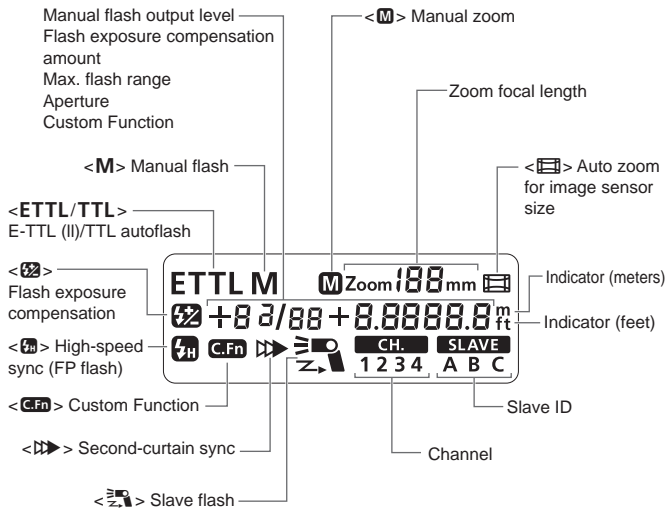 Manual flash output level
Flash exposure compensation
amount
Max. flash range
Aperture
Custom Function
<M> Manual zoom
Zoom focal length
<M> Manual flash
< > Auto zoom
for image sensor
size
<ETTL/TTL>
E-TTL (II)/TTL autoflash
< >
Flash exposure
compensation
ETTL M M Zoom 188 mm
+8 3/88 +8.8888.8 m
ft
Indicator (meters)
Indicator (feet)
<H> High-speed
sync (FP flash)
H C.Fn CH. SLAVE
1 2 3 4 A B C
<C.Fn> Custom Function
Slave ID
< > Second-curtain sync
Channel
< > Slave flash